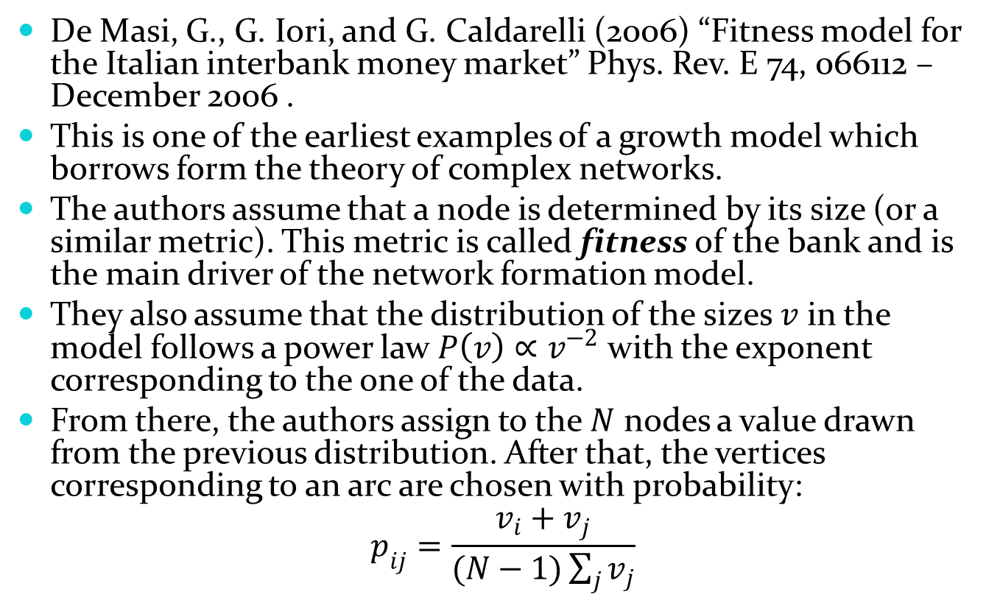 • De Masi, G., G. Iori, and G. Caldarelli (2006) “Fitness model for
the Italian interbank money market” Phys. Rev. E 74, 066112 –
December 2006 .
• This is one of the earliest examples of a growth model which
borrows form the theory of complex networks.
• The authors assume that a node is determined by its size (or a
similar metric). This metric is called fitness of the bank and is
the main driver of the network formation model.
• They also assume that the distribution of the sizes v in the
model follows a power law P(v) ∝ v⁻² with the exponent
corresponding to the one of the data.
• From there, the authors assign to the N nodes a value drawn
from the previous distribution. After that, the vertices
corresponding to an arc are chosen with probability:
p_ij = (v_i + v_j) / ((N − 1) ∑_j v_j)